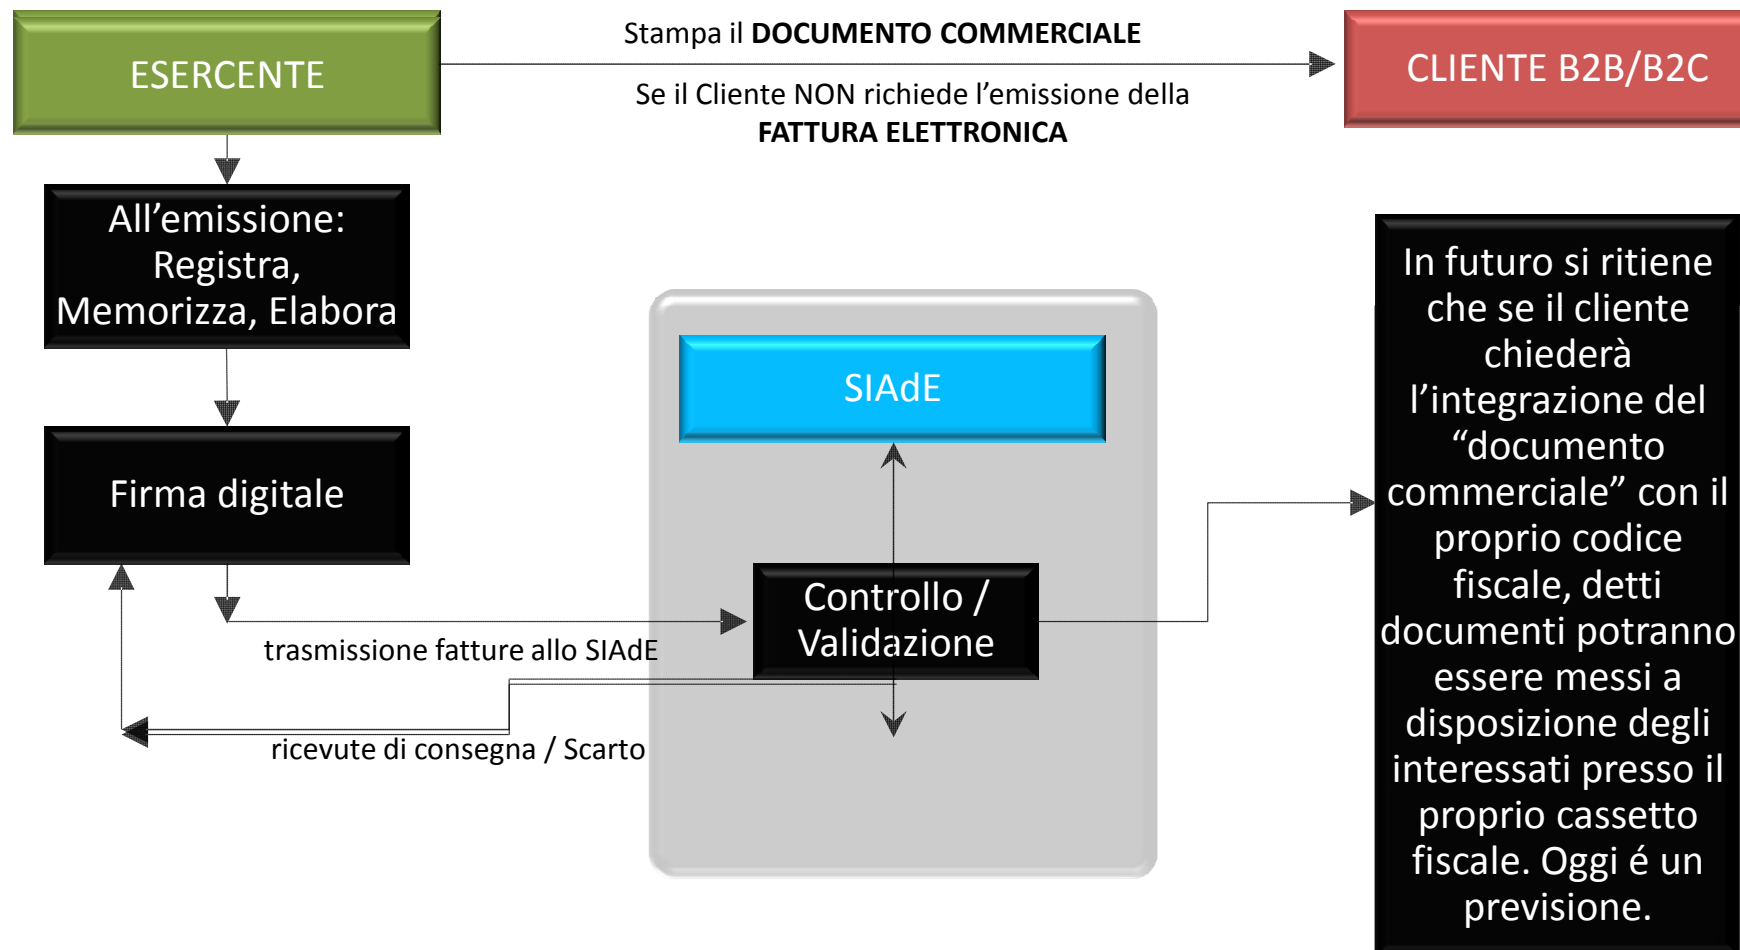 ESERCENTE
Stampa il DOCUMENTO COMMERCIALE
Se il Cliente NON richiede l’emissione della
FATTURA ELETTRONICA
CLIENTE B2B/B2C
All’emissione:
Registra,
Memorizza, Elabora
Firma digitale
trasmissione fatture allo SIAdE
ricevute di consegna / Scarto
SIAdE
Controllo /
Validazione
In futuro si ritiene
che se il cliente
chiederà
l’integrazione del
“documento
commerciale” con il
proprio codice
fiscale, detti
documenti potranno
essere messi a
disposizione degli
interessati presso il
proprio cassetto
fiscale. Oggi é un
previsione.